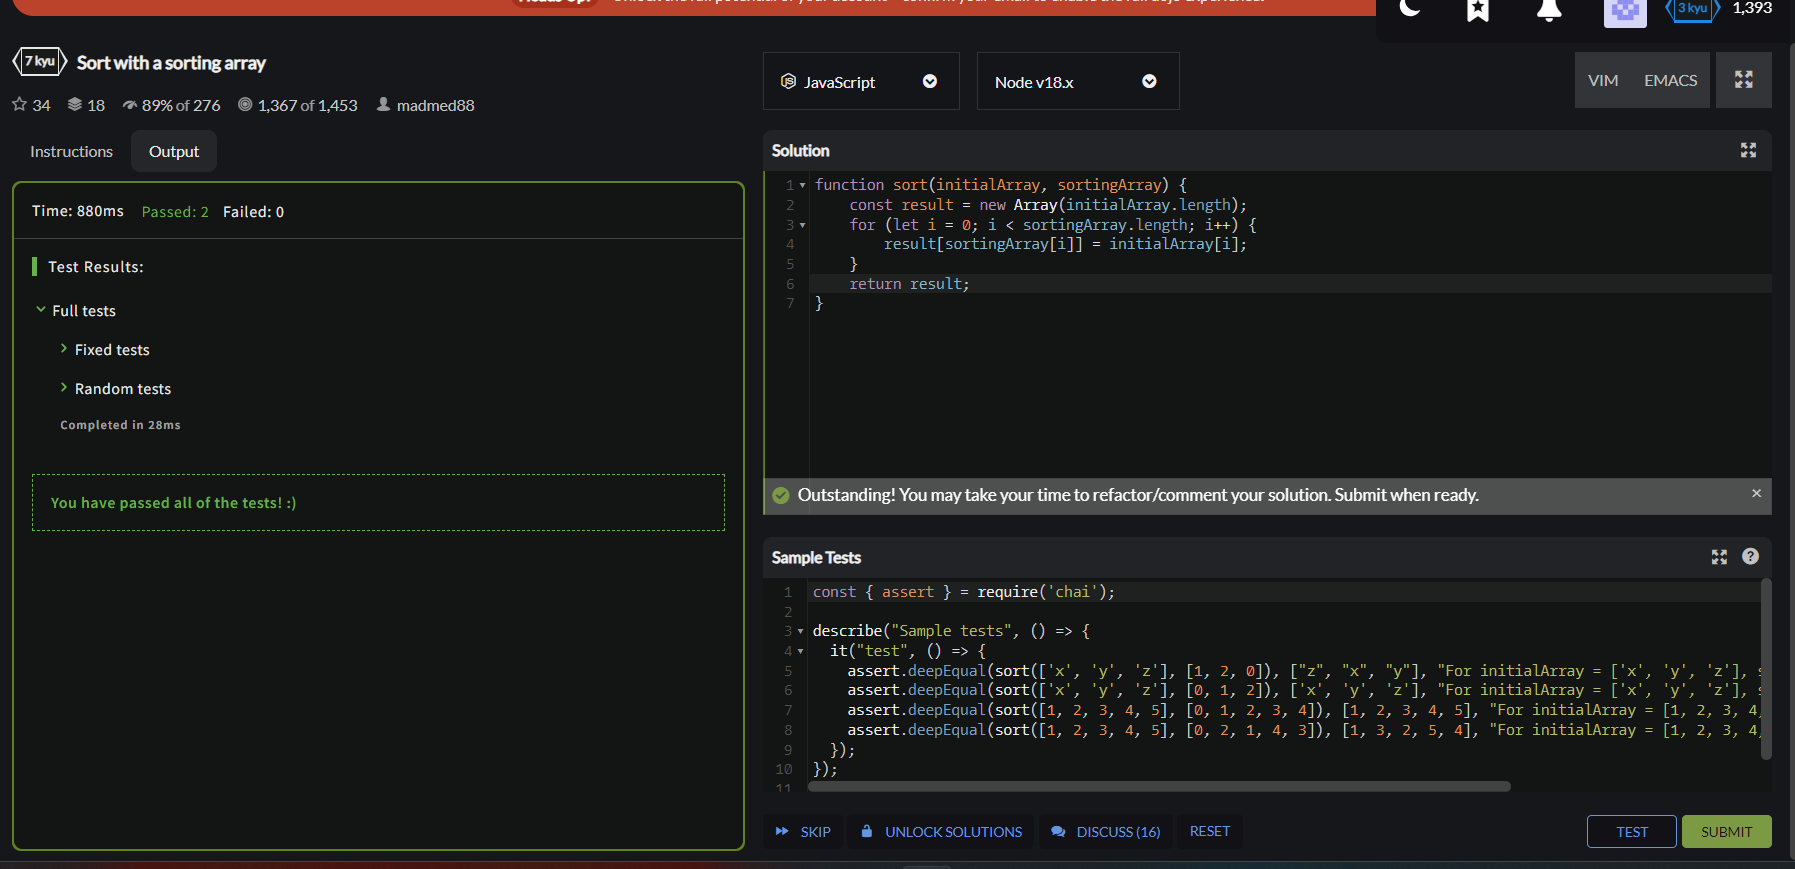 3 kyu 1,393
7 kyu Sort with a sorting array
34 18 89% of 276 1,367 of 1,453 madmed88
Instructions Output
Time: 880ms Passed: 2 Failed: 0
Test Results:
Full tests
Fixed tests
Random tests
Completed in 28ms
You have passed all of the tests! :)
JS JavaScript Node v18.x VIM EMACS
Solution
1 function sort(initialArray, sortingArray) {
2 const result = new Array(initialArray.length);
3 for (let i = 0; i < sortingArray.length; i++) {
4 result[sortingArray[i]] = initialArray[i];
5 }
6 return result;
7 }
Outstanding! You may take your time to refactor/comment your solution. Submit when ready. ×
Sample Tests ?
1 const { assert } = require('chai');
2
3 describe("Sample tests", () => {
4 it("test", () => {
5 assert.deepEqual(sort(['x', 'y', 'z'], [1, 2, 0]), ["z", "x", "y"], "For initialArray = ['x', 'y', 'z'],
6 assert.deepEqual(sort(['x', 'y', 'z'], [0, 1, 2]), ['x', 'y', 'z'], "For initialArray = ['x', 'y', 'z'],
7 assert.deepEqual(sort([1, 2, 3, 4, 5], [0, 1, 2, 3, 4]), [1, 2, 3, 4, 5], "For initialArray = [1, 2, 3, 4,
8 assert.deepEqual(sort([1, 2, 3, 4, 5], [0, 2, 1, 4, 3]), [1, 3, 2, 5, 4], "For initialArray = [1, 2, 3, 4,
9 });
10 });
11
SKIP UNLOCK SOLUTIONS DISCUSS (16) RESET TEST SUBMIT